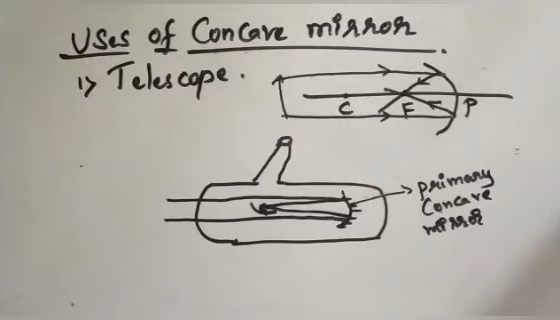 Uses of Concave mirror.
1) Telescope.
C F P
primary
Concave
mirror